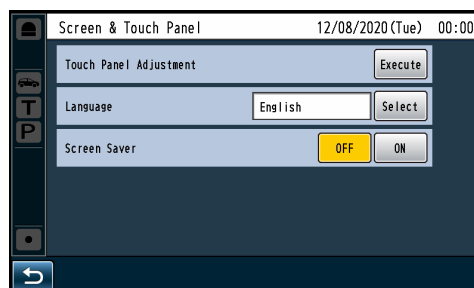 Screen & Touch Panel 12/08/2020(Tue) 00:00
Touch Panel Adjustment Execute
Language English Select
Screen Saver OFF ON
T
P